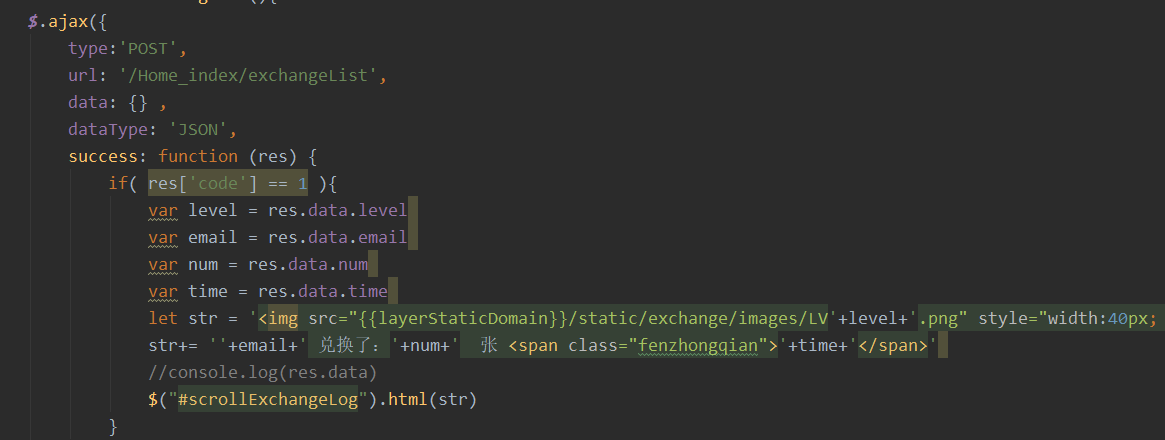 $.ajax({
type:'POST',
url: '/Home_index/exchangeList',
data: {} ,
dataType: 'JSON',
success: function (res) {
if( res['code'] == 1 ){
var level = res.data.level
var email = res.data.email
var num = res.data.num
var time = res.data.time
let str = '<img src="{{layerStaticDomain}}/static/exchange/images/LV'+level+'.png" style="width:40px;
str+= ''+email+' 兑换了：'+num+' 张 <span class="fenzhongqian">'+time+'</span>'
//console.log(res.data)
$("#scrollExchangeLog").html(str)
}